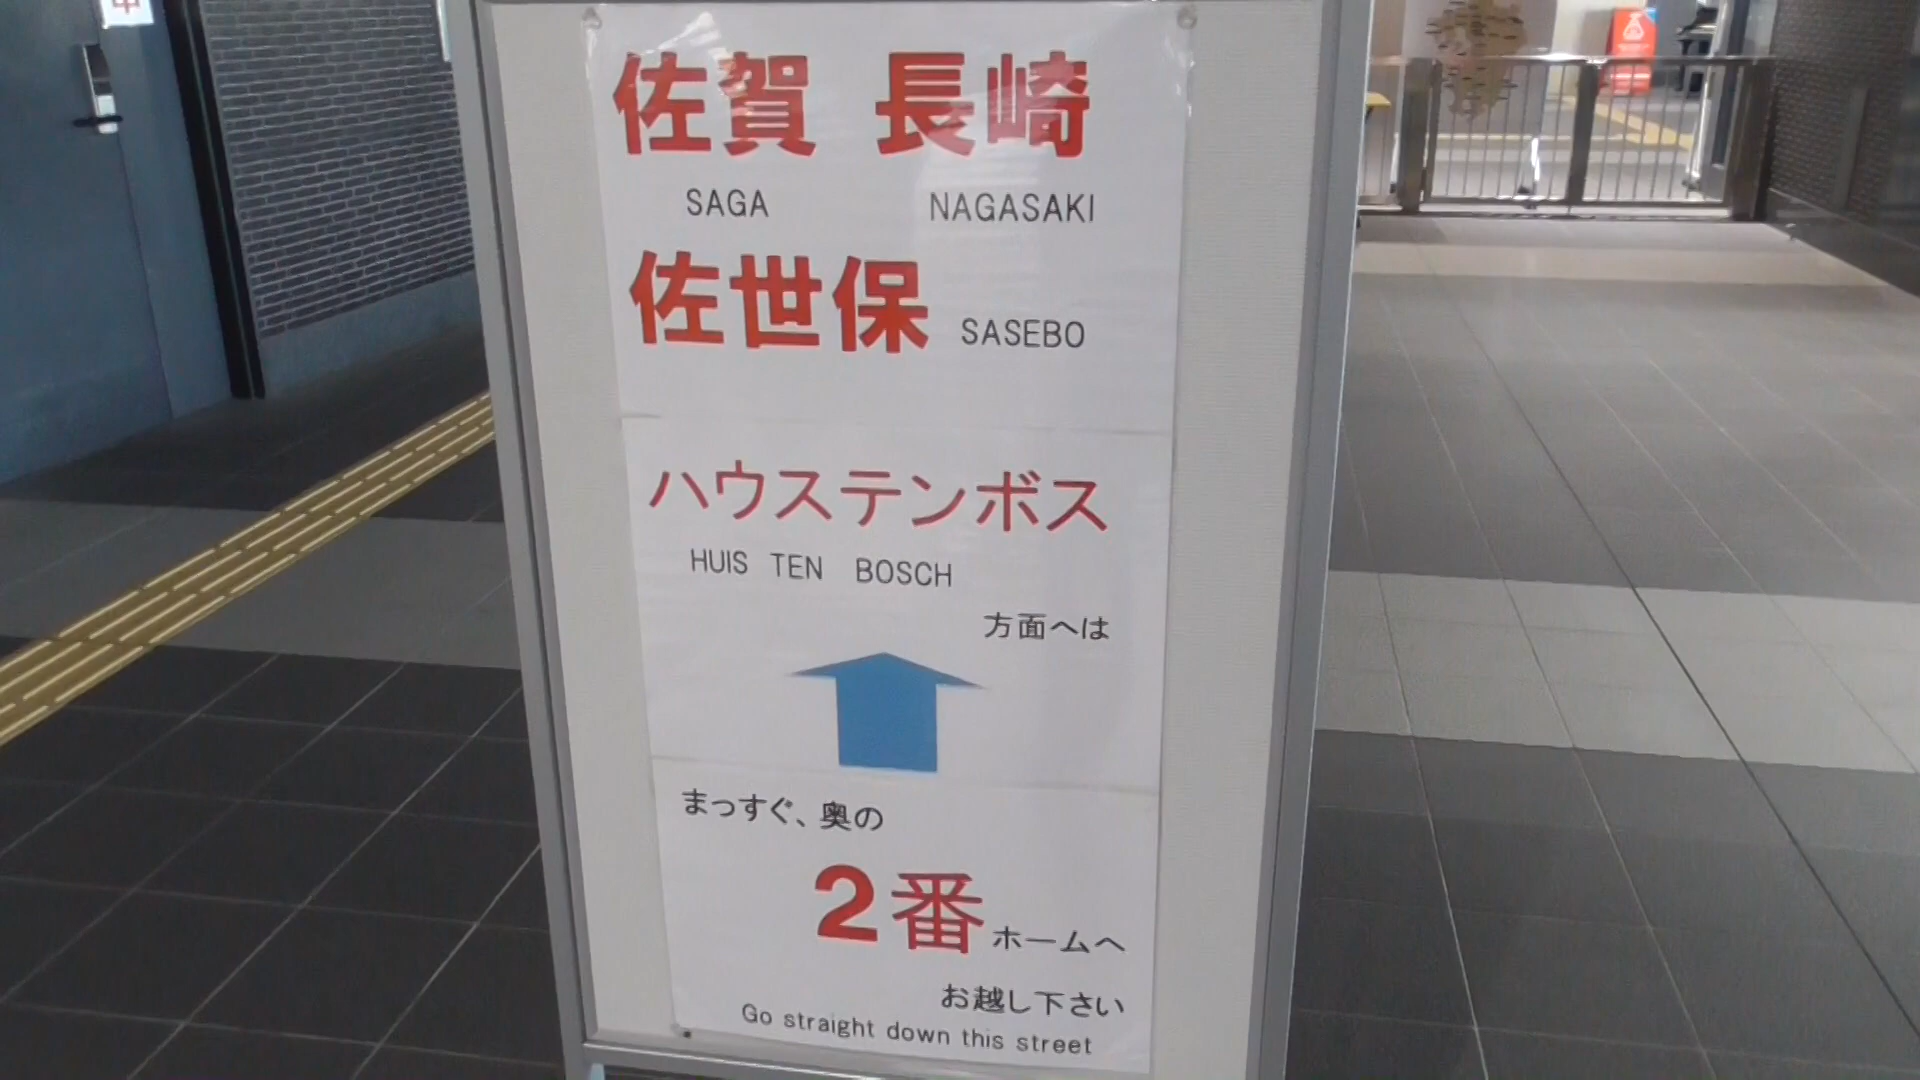 佐賀 長崎
SAGA NAGASAKI
佐世保 SASEBO
ハウステンボス
HUIS TEN BOSCH
方面へは
まっすぐ、奥の
2番ホームへ
お越し下さい
Go straight down this street